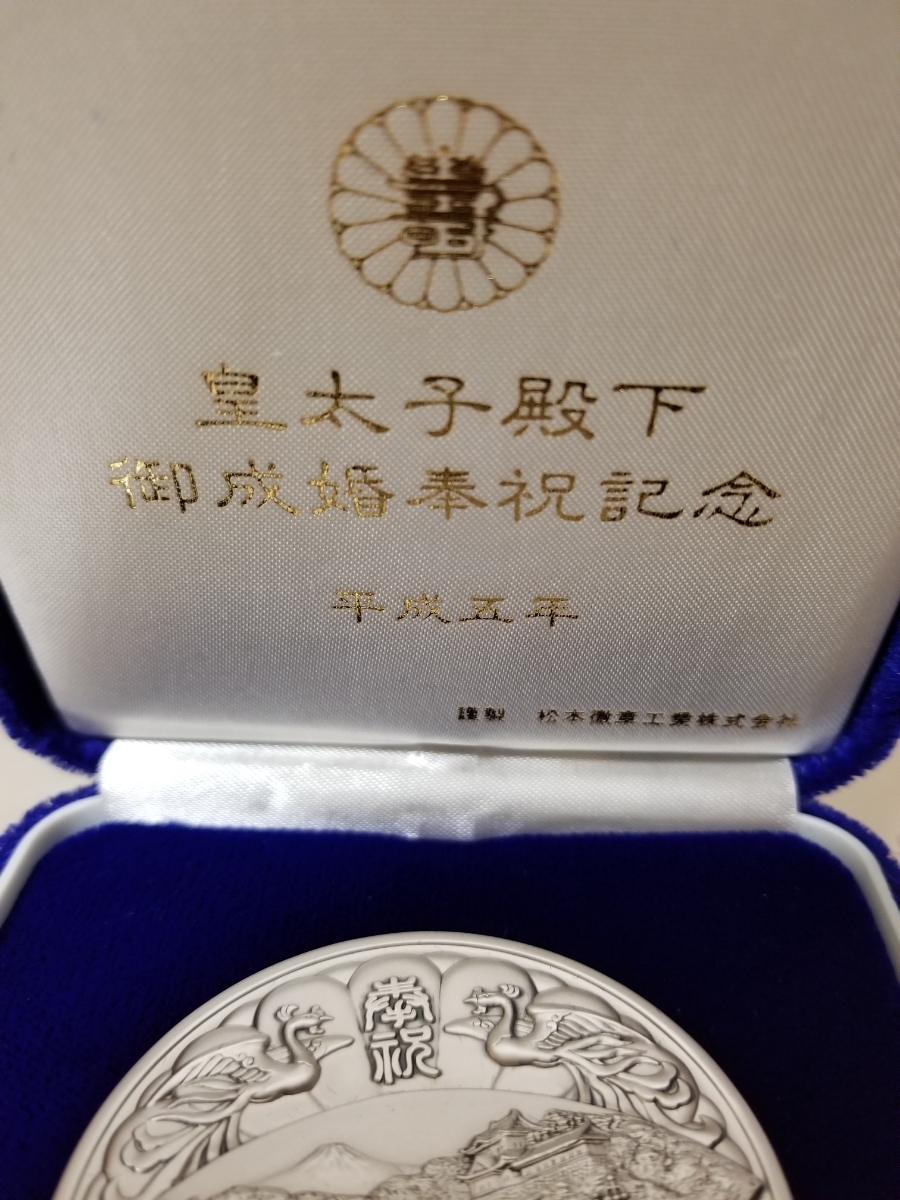 皇太子殿下
御成婚奉祝記念
平成五年
謹製 松本徽章工業株式会社
奉祝